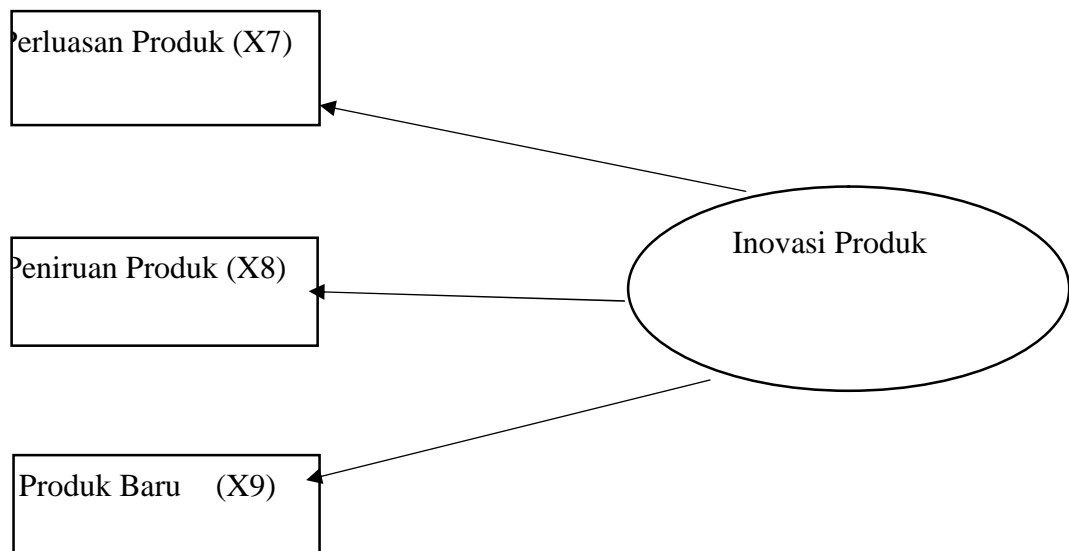 Perluasan Produk (X7)
Inovasi Produk
Peniruan Produk (X8)
Produk Baru (X9)